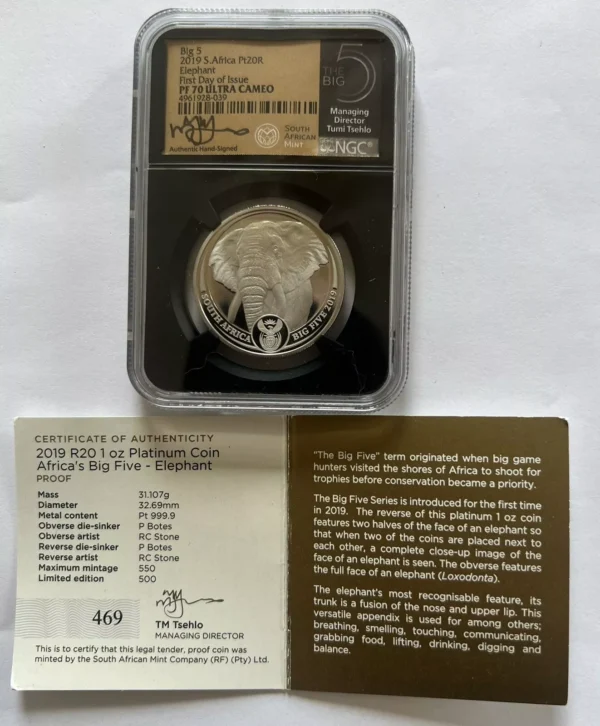 Big 5
2019 S.Africa Pt20R
Elephant
First Day of Issue
PF 70 ULTRA CAMEO
4961928-039
Authentic Hand-Signed
SOUTH
AFRICAN
MINT
THE
BIG
5
Managing
Director
Tumi Tsehlo
NGC®
SOUTH AFRICA
BIG FIVE 2019
CERTIFICATE OF AUTHENTICITY
2019 R20 1 oz Platinum Coin
Africa's Big Five - Elephant
PROOF
Mass 31.107g
Diameter 32.69mm
Metal content Pt 999.9
Obverse die-sinker P Botes
Obverse artist RC Stone
Reverse die-sinker P Botes
Reverse artist RC Stone
Maximum mintage 550
Limited edition 500
469
TM Tsehlo
MANAGING DIRECTOR
This is to certify that this legal tender, proof coin was
minted by the South African Mint Company (RF) (Pty) Ltd.
"The Big Five" term originated when big game
hunters visited the shores of Africa to shoot for
trophies before conservation became a priority.
The Big Five Series is introduced for the first time
in 2019. The reverse of this platinum 1 oz coin
features two halves of the face of an elephant so
that when two of the coins are placed next to
each other, a complete close-up image of the
face of an elephant is seen. The obverse features
the full face of an elephant (Loxodonta).
The elephant's most recognisable feature, its
trunk is a fusion of the nose and upper lip. This
versatile appendix is used for among others;
breathing, smelling, touching, communicating,
grabbing food, lifting, drinking, digging and
balance.